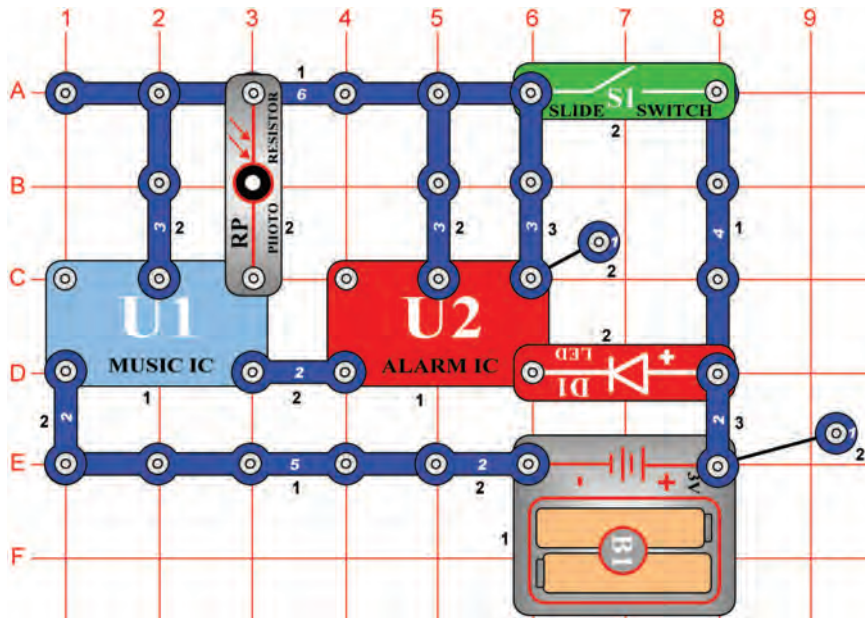 1 2 3 4 5 6 7 8 9
A
B
C
D
E
F
1
6
S1
SLIDE SWITCH
2
RP
PHOTO RESISTOR
2
3
2
3
2
3
3
1
2
4
1
U1
MUSIC IC
1
U2
ALARM IC
1
2
2
2
LED
D1
+
2
2
2
3
1
2
5
1
2
2
- +
3V
1
B1